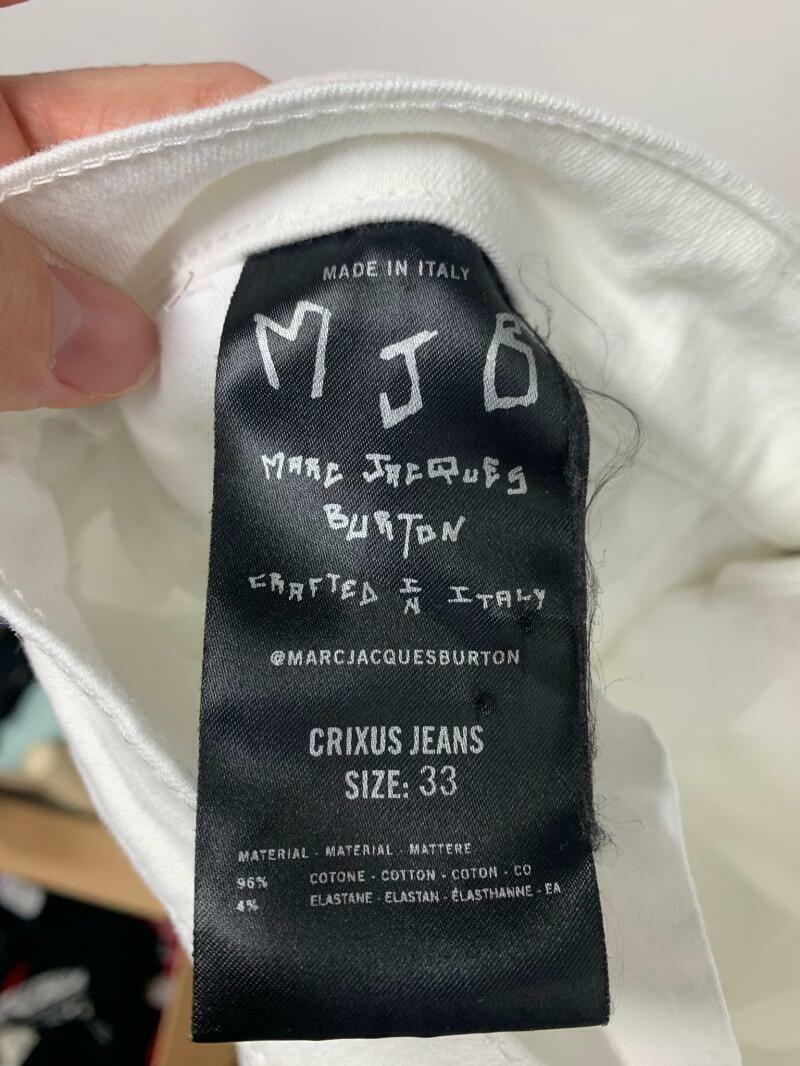 MADE IN ITALY
MJB
MARC JACQUES
BURTON
CRAFTED IN ITALY
@MARCJACQUESBURTON
CRIXUS JEANS
SIZE: 33
MATERIAL - MATERIAL - MATTERE
96% COTONE - COTTON - COTON - CO
4% ELASTANE - ELASTAN - ÉLASTHANNE - EA